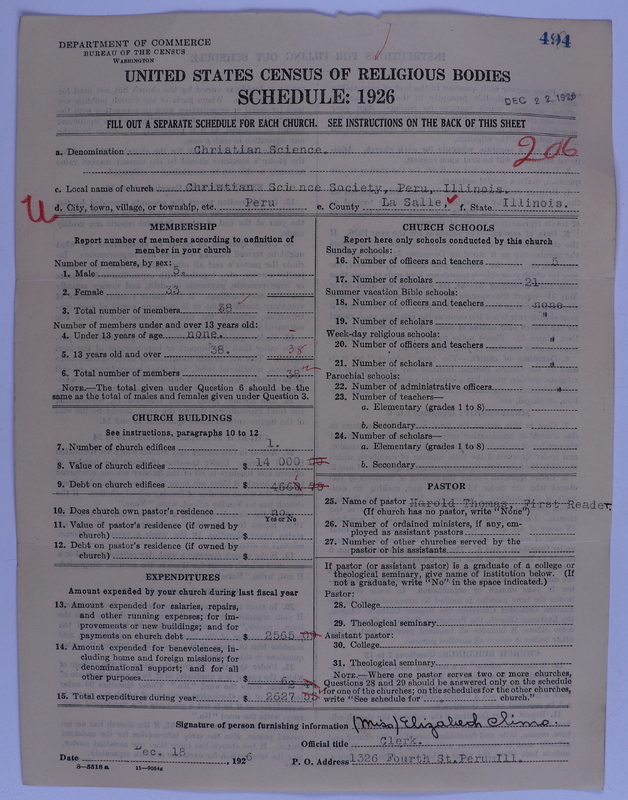 DEPARTMENT OF COMMERCE
BUREAU OF THE CENSUS
WASHINGTON
494
UNITED STATES CENSUS OF RELIGIOUS BODIES
SCHEDULE: 1926
DEC 22 1926
FILL OUT A SEPARATE SCHEDULE FOR EACH CHURCH. SEE INSTRUCTIONS ON THE BACK OF THIS SHEET
a. Denomination Christian Science.
206
c. Local name of church Christian Science Society, Peru, Illinois.
d. City, town, village, or township, etc. Peru e. County La Salle. f. State Illinois.
MEMBERSHIP
Report number of members according to definition of
member in your church
Number of members, by sex:
1. Male 5.
2. Female 33
3. Total number of members 38
Number of members under and over 13 years old:
4. Under 13 years of age none. -
5. 13 years old and over 38. 38
6. Total number of members 38
NOTE.—The total given under Question 6 should be
same as the total of males and females given under Question 3.
CHURCH BUILDINGS
See instructions, paragraphs 10 to 12
7. Number of church edifices 1.
8. Value of church edifices $ 14 000
9. Debt on church edifices $
10. Does church own pastor's residence no.
Yes or No
11. Value of pastor's residence (if owned by
church) $
12. Debt on pastor's residence (if owned by
church) $
EXPENDITURES
Amount expended by your church during last fiscal year
13. Amount expended for salaries, repairs,
and other running expenses; for im-
provements or new buildings; and for
payments on church debt $ 2565
14. Amount expended for benevolences, in-
cluding home and foreign missions; for
denominational support; and for all
other purposes $
15. Total expenditures during year $ 2627
CHURCH SCHOOLS
Report here only schools conducted by this church
Sunday schools:
16. Number of officers and teachers 5
17. Number of scholars 21
Summer vacation Bible schools:
18. Number of officers and teachers none
19. Number of scholars "
Week-day religious schools:
20. Number of officers and teachers "
21. Number of scholars "
Parochial schools:
22. Number of administrative officers "
23. Number of teachers—
a. Elementary (grades 1 to 8)
b. Secondary
24. Number of scholars—
a. Elementary (grades 1 to 8)
b. Secondary
PASTOR
25. Name of pastor Harold Thomas, First Reader
(If church has no pastor, write "None")
26. Number of ordained ministers, if any, em-
ployed as assistant pastors
27. Number of other churches served by the
pastor or his assistants
If pastor (or assistant pastor) is a graduate of a college or
theological seminary, give name of institution below. (If
not a graduate, write "No" in the space indicated.)
Pastor:
28. College
29. Theological seminary
Assistant pastor:
30. College
31. Theological seminary
NOTE.—Where one pastor serves two or more churches,
Questions 28 and 29 should be answered only on the schedule
for one of the churches; on the schedules for the other churches,
write "See schedule for church."
Signature of person furnishing information (Miss) Elizabeth
Official title Clerk.
Date Dec. 18, 1926 P. O. Address 1326 Fourth St. Peru Ill.
8—5518 a 11—9554a